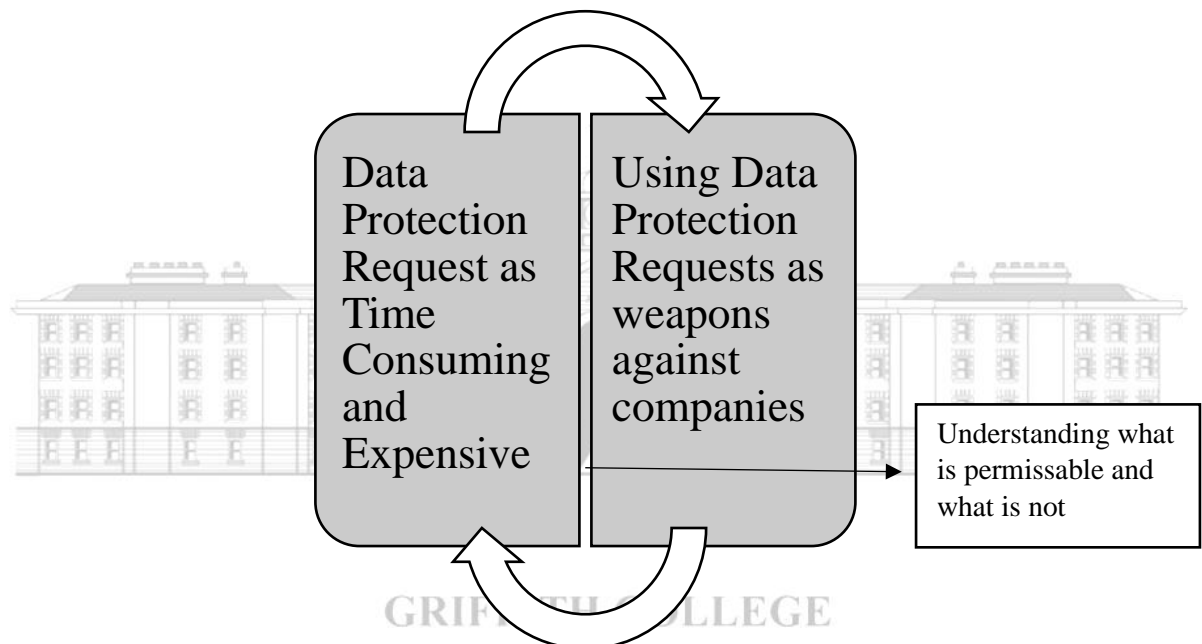 Data
Protection
Request as
Time
Consuming
and
Expensive
Using Data
Protection
Requests as
weapons
against
companies
Understanding what
is permissable and
what is not
COLLEGE